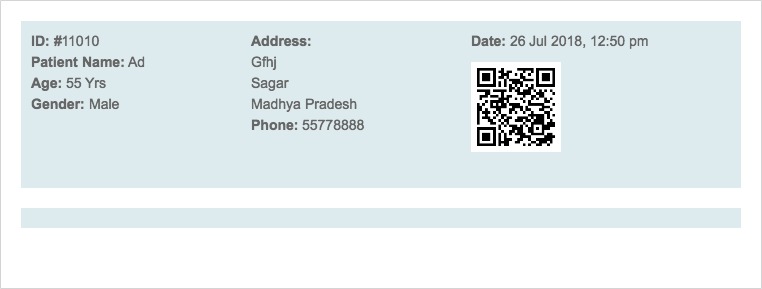 ID: #11010
Patient Name: Ad
Age: 55 Yrs
Gender: Male
Address:
Gfhj
Sagar
Madhya Pradesh
Phone: 55778888
Date: 26 Jul 2018, 12:50 pm